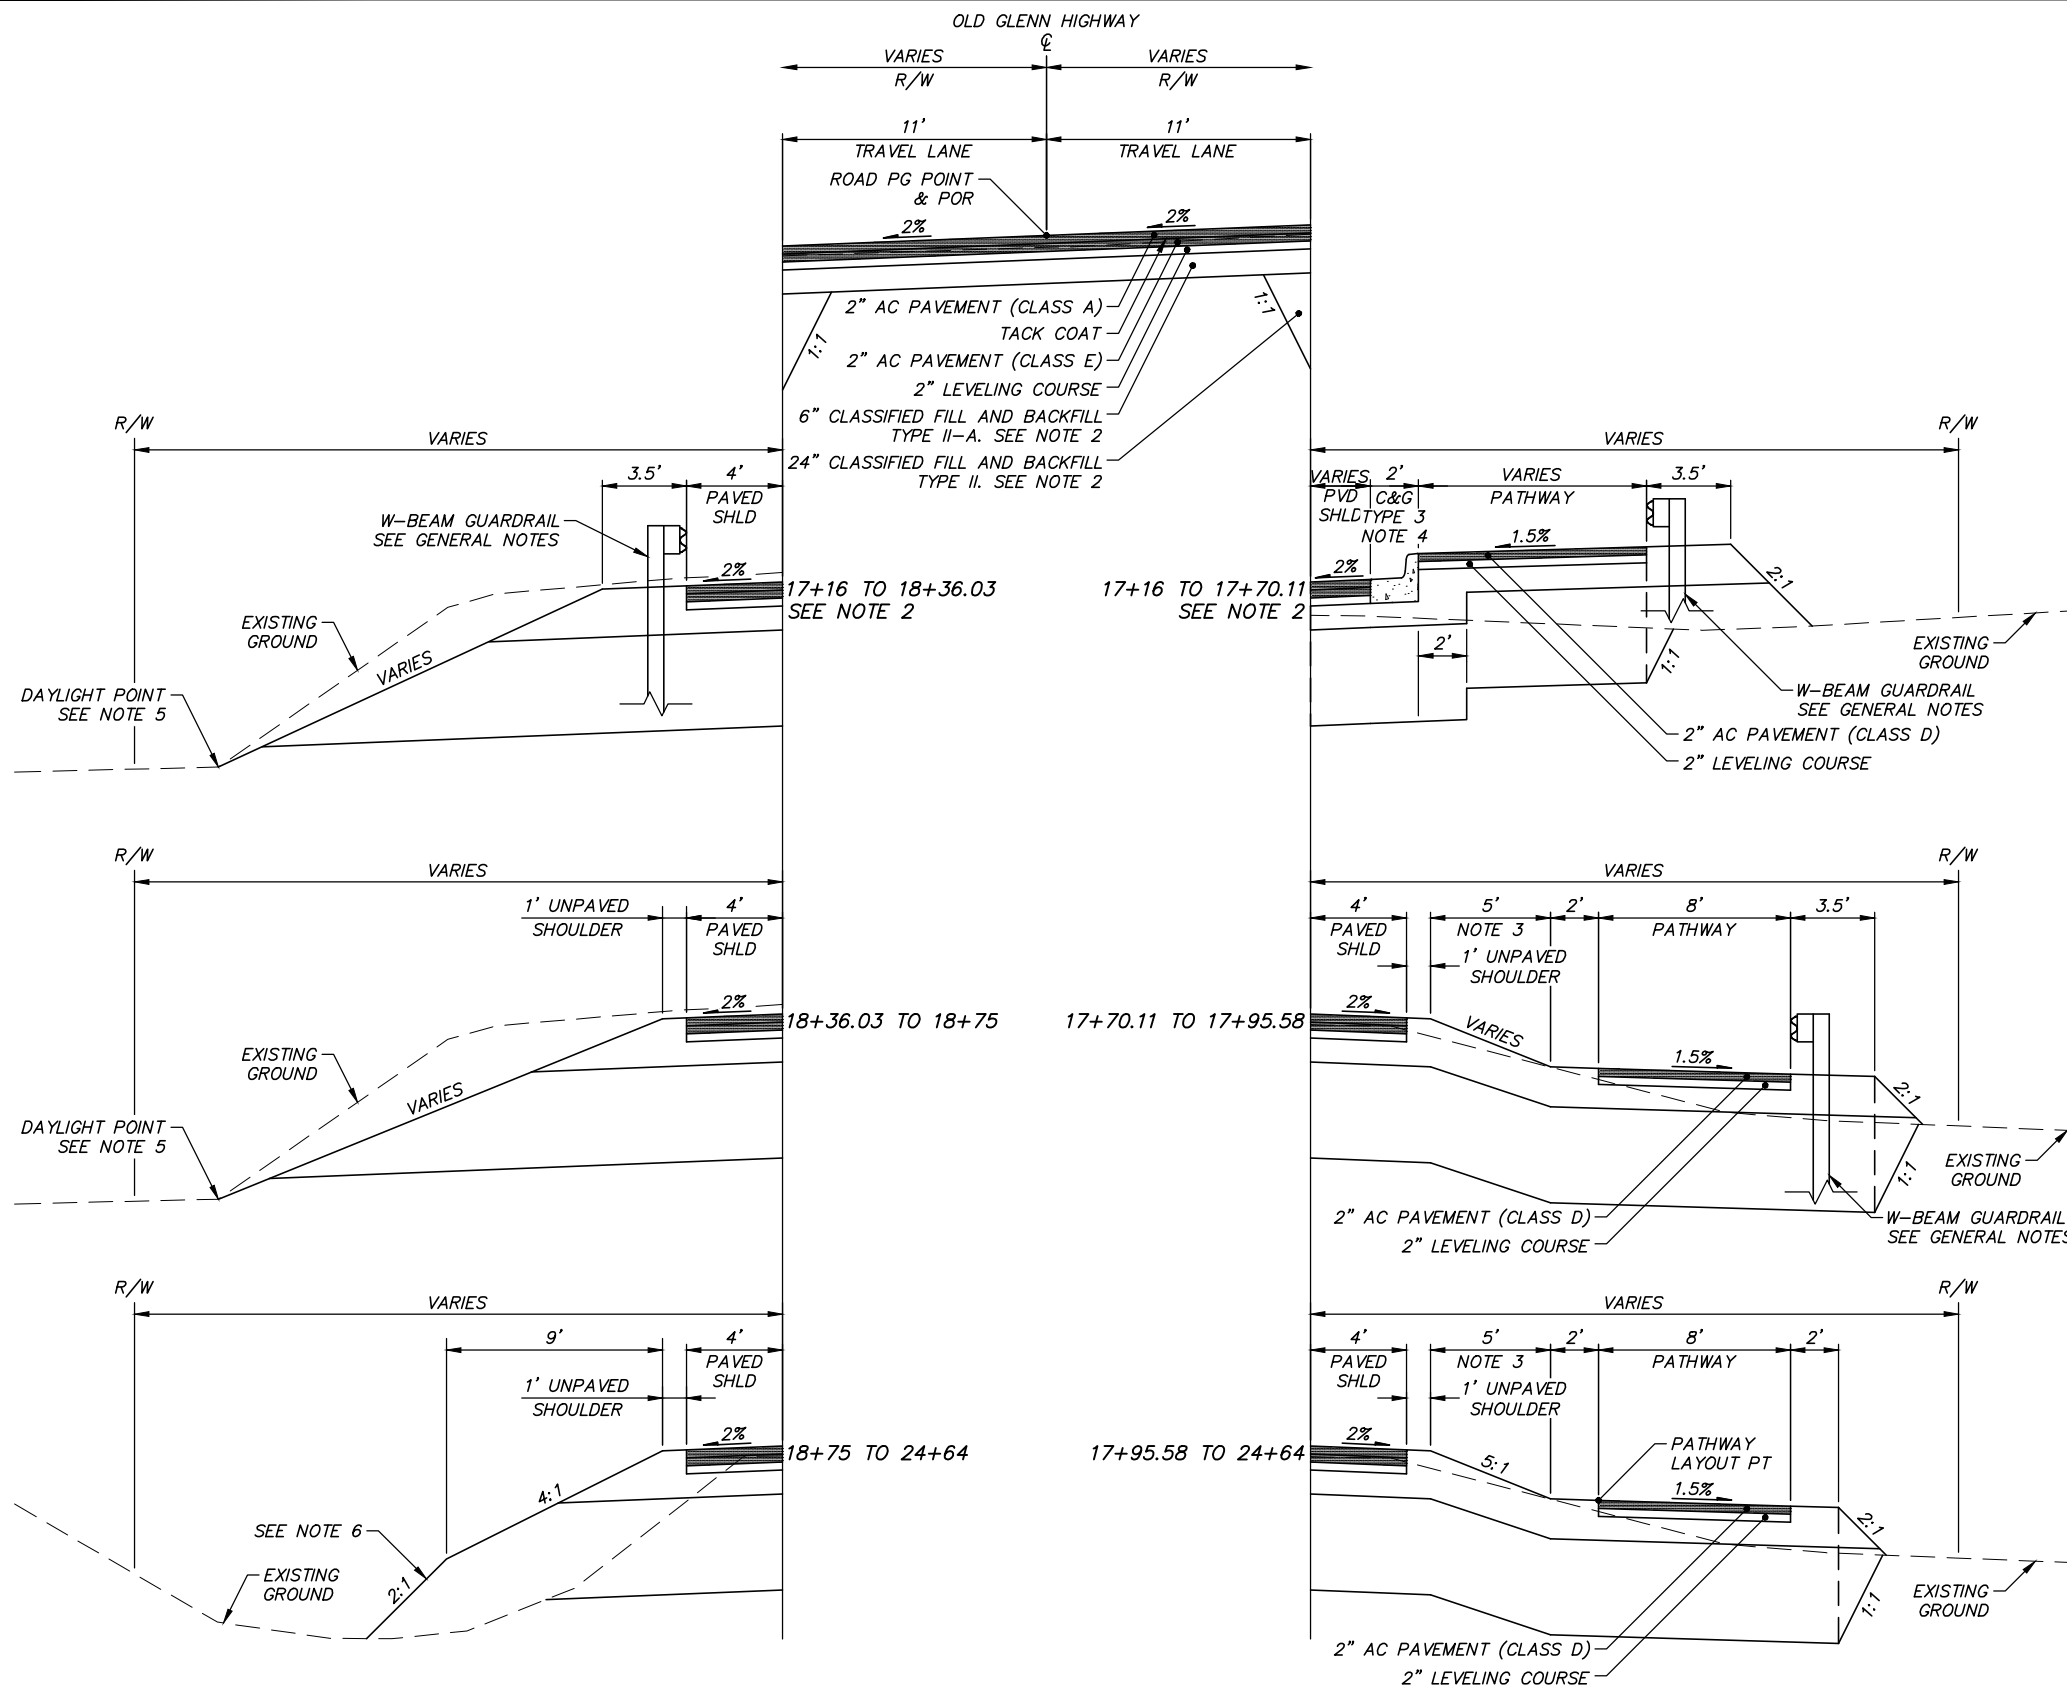 OLD GLENN HIGHWAY
℄
VARIES
VARIES
R/W
R/W
11'
11'
TRAVEL LANE
TRAVEL LANE
ROAD PG POINT
& POR
2%
2%
1:1
1:1
2" AC PAVEMENT (CLASS A)
TACK COAT
2" AC PAVEMENT (CLASS E)
2" LEVELING COURSE
6" CLASSIFIED FILL AND BACKFILL
TYPE II-A. SEE NOTE 2
24" CLASSIFIED FILL AND BACKFILL
TYPE II. SEE NOTE 2
R/W
VARIES
3.5'
4'
PAVED
SHLD
W-BEAM GUARDRAIL
SEE GENERAL NOTES
2%
17+16 TO 18+36.03
SEE NOTE 2
EXISTING
GROUND
VARIES
DAYLIGHT POINT
SEE NOTE 5
R/W
VARIES
VARIES
PVD
SHLD
2'
C&G
TYPE 3
NOTE 4
VARIES
PATHWAY
3.5'
1.5%
2%
2:1
17+16 TO 17+70.11
SEE NOTE 2
2'
1:1
EXISTING
GROUND
W-BEAM GUARDRAIL
SEE GENERAL NOTES
2" AC PAVEMENT (CLASS D)
2" LEVELING COURSE
R/W
VARIES
1' UNPAVED
SHOULDER
4'
PAVED
SHLD
2%
18+36.03 TO 18+75
EXISTING
GROUND
VARIES
DAYLIGHT POINT
SEE NOTE 5
R/W
VARIES
4'
PAVED
SHLD
5'
NOTE 3
2'
8'
PATHWAY
3.5'
1' UNPAVED
SHOULDER
2%
17+70.11 TO 17+95.58
VARIES
1.5%
2:1
1:1
EXISTING
GROUND
2" AC PAVEMENT (CLASS D)
2" LEVELING COURSE
W-BEAM GUARDRAIL
SEE GENERAL NOTES
R/W
VARIES
9'
4'
PAVED
SHLD
1' UNPAVED
SHOULDER
2%
18+75 TO 24+64
4:1
SEE NOTE 6
2:1
EXISTING
GROUND
R/W
VARIES
4'
PAVED
SHLD
5'
NOTE 3
2'
8'
PATHWAY
2'
1' UNPAVED
SHOULDER
2%
17+95.58 TO 24+64
5:1
PATHWAY
LAYOUT PT
1.5%
2:1
1:1
EXISTING
GROUND
2" AC PAVEMENT (CLASS D)
2" LEVELING COURSE